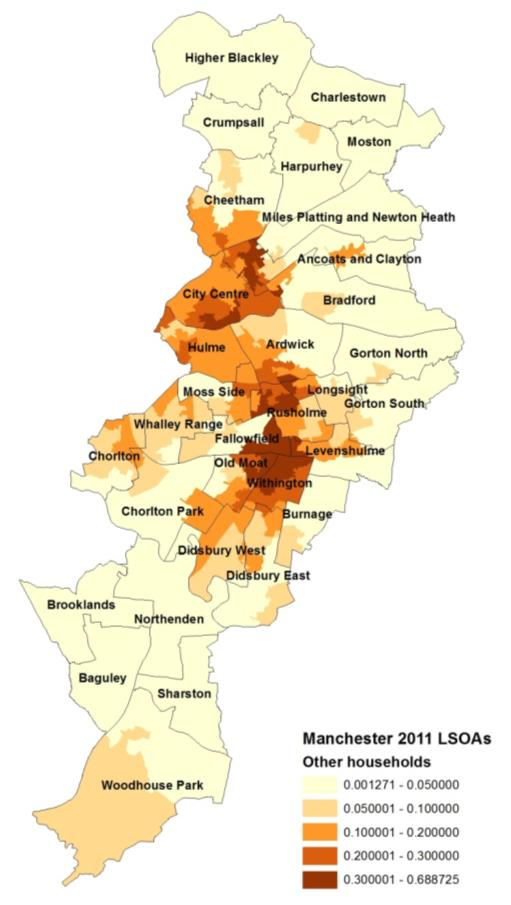 Higher Blackley
Charlestown
Crumpsall
Moston
Harpurhey
Cheetham
Miles Platting and Newton Heath
Ancoats and Clayton
City Centre
Bradford
Ardwick
Hulme
Gorton North
Moss Side
Longsight
Gorton South
Rusholme
Whalley Range
Fallowfield
Levenshulme
Chorlton
Old Moat
Withington
Chorlton Park
Burnage
Didsbury West
Didsbury East
Brooklands
Northenden
Baguley
Sharston
Woodhouse Park
Manchester 2011 LSOAs
Other households
0.001271 - 0.050000
0.050001 - 0.100000
0.100001 - 0.200000
0.200001 - 0.300000
0.300001 - 0.688725